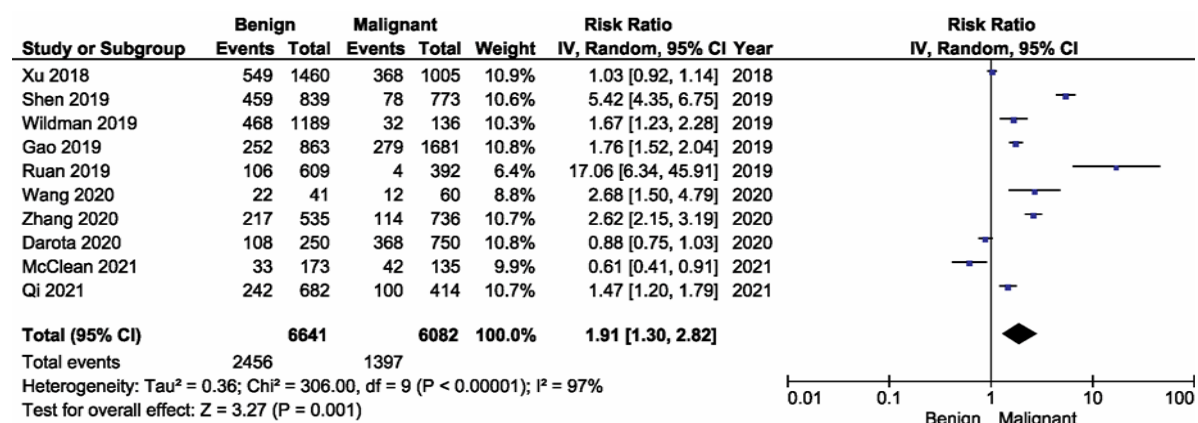 Benign Malignant Risk Ratio Risk Ratio
Study or Subgroup Events Total Events Total Weight IV, Random, 95% CI Year IV, Random, 95% CI
Xu 2018 549 1460 368 1005 10.9% 1.03 [0.92, 1.14] 2018
Shen 2019 459 839 78 773 10.6% 5.42 [4.35, 6.75] 2019
Wildman 2019 468 1189 32 136 10.3% 1.67 [1.23, 2.28] 2019
Gao 2019 252 863 279 1681 10.8% 1.76 [1.52, 2.04] 2019
Ruan 2019 106 609 4 392 6.4% 17.06 [6.34, 45.91] 2019
Wang 2020 22 41 12 60 8.8% 2.68 [1.50, 4.79] 2020
Zhang 2020 217 535 114 736 10.7% 2.62 [2.15, 3.19] 2020
Darota 2020 108 250 368 750 10.8% 0.88 [0.75, 1.03] 2020
McClean 2021 33 173 42 135 9.9% 0.61 [0.41, 0.91] 2021
Qi 2021 242 682 100 414 10.7% 1.47 [1.20, 1.79] 2021
Total (95% CI) 6641 6082 100.0% 1.91 [1.30, 2.82]
Total events 2456 1397
Heterogeneity: Tau² = 0.36; Chi² = 306.00, df = 9 (P < 0.00001); I² = 97%
Test for overall effect: Z = 3.27 (P = 0.001)
0.01 0.1 1 10 100
Benign Malignant